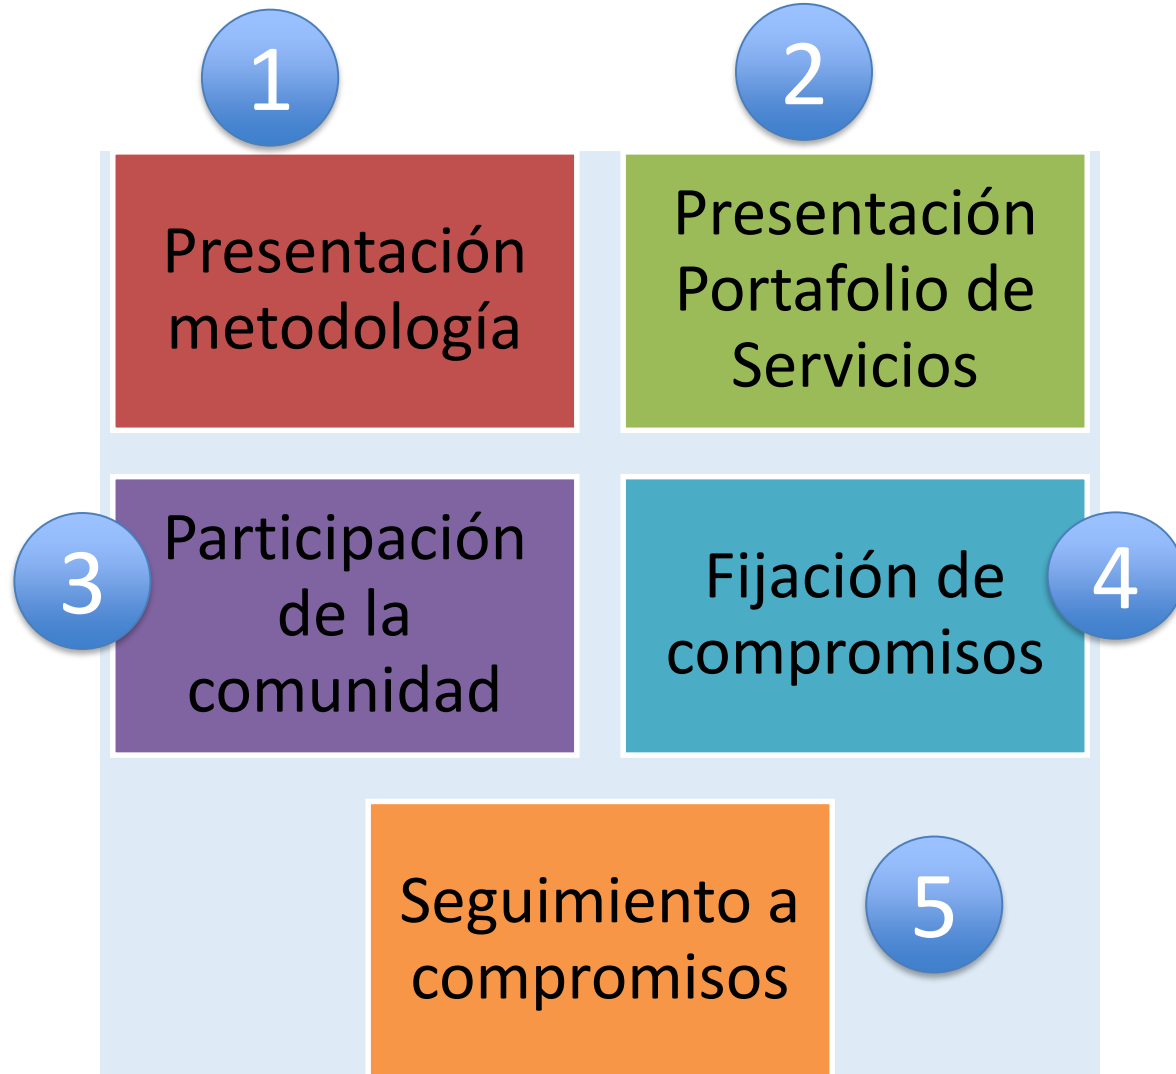 1
Presentación
metodología
2
Presentación
Portafolio de
Servicios
3
Participación
de la
comunidad
4
Fijación de
compromisos
5
Seguimiento a
compromisos